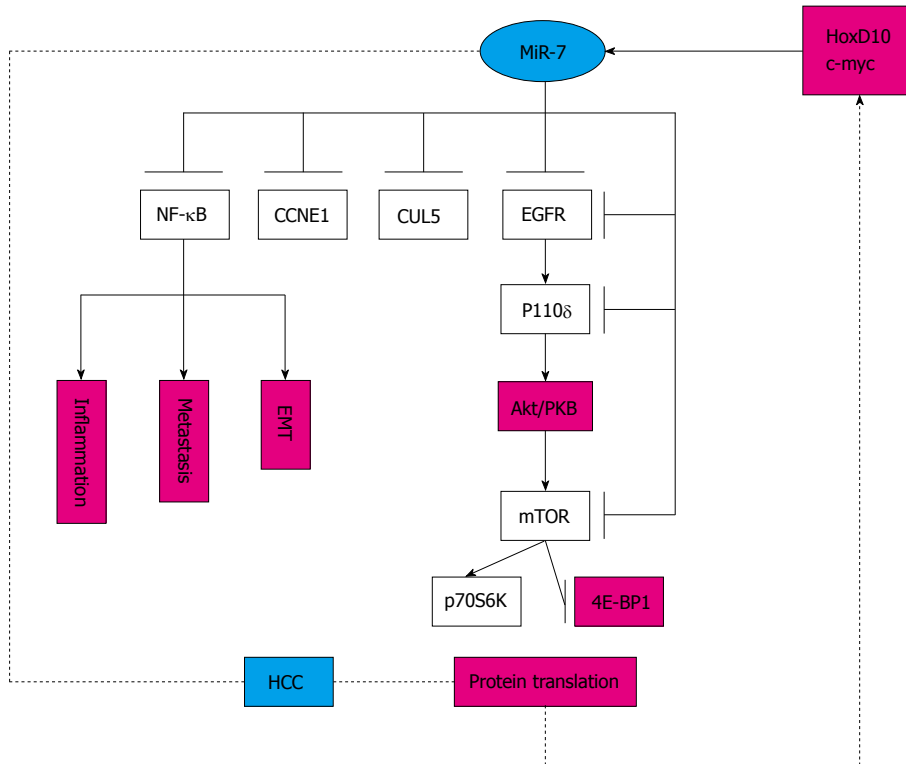 HoxD10
c-myc
MiR-7
NF-κB
CCNE1
CUL5
EGFR
P110δ
Inflammation
Metastasis
EMT
Akt/PKB
mTOR
p70S6K
4E-BP1
HCC
Protein translation